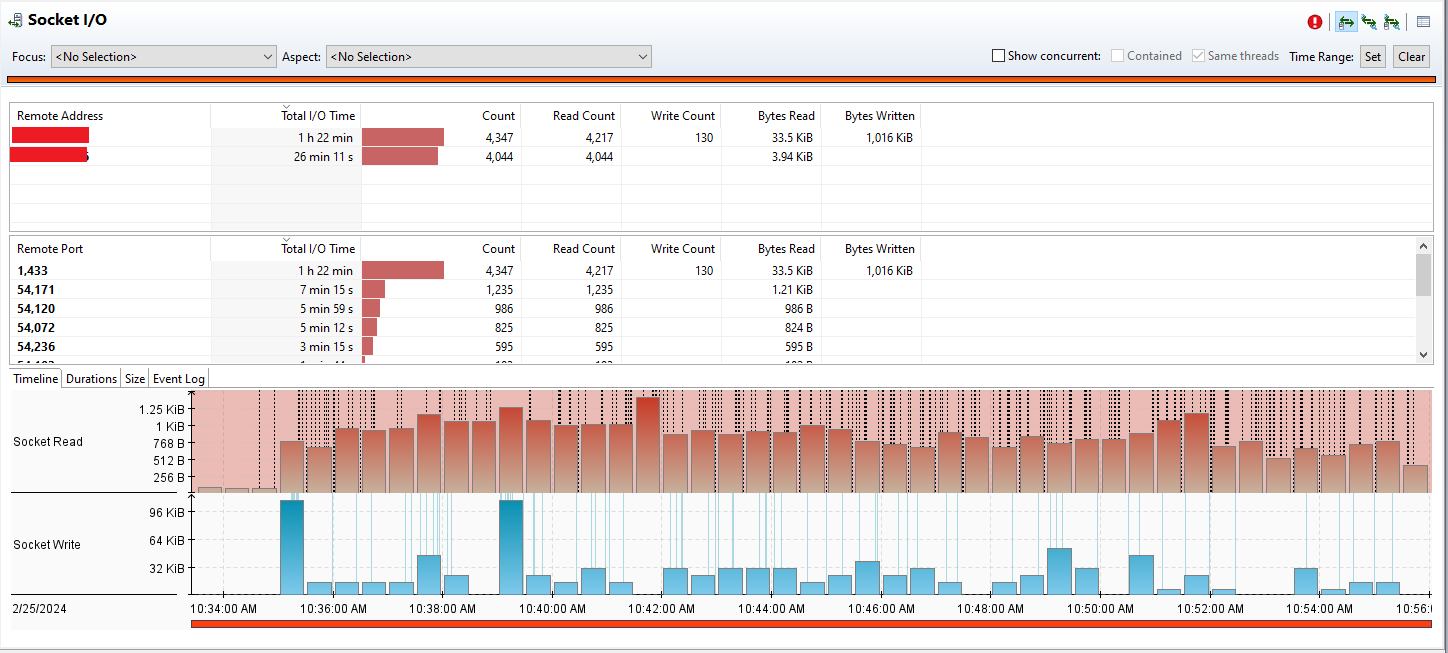 Socket I/O
Focus: <No Selection> Aspect: <No Selection> Show concurrent: Contained Same threads Time Range: Set Clear
Remote Address Total I/O Time Count Read Count Write Count Bytes Read Bytes Written
1 h 22 min 4,347 4,217 130 33.5 KiB 1,016 KiB
26 min 11 s 4,044 4,044 3.94 KiB
Remote Port Total I/O Time Count Read Count Write Count Bytes Read Bytes Written
1,433 1 h 22 min 4,347 4,217 130 33.5 KiB 1,016 KiB
54,171 7 min 15 s 1,235 1,235 1.21 KiB
54,120 5 min 59 s 986 986 986 B
54,072 5 min 12 s 825 825 824 B
54,236 3 min 15 s 595 595 595 B
Timeline Durations Size Event Log
1.25 KiB
1 KiB
Socket Read 768 B
512 B
256 B
96 KiB
Socket Write 64 KiB
32 KiB
2/25/2024 10:34:00 AM 10:36:00 AM 10:38:00 AM 10:40:00 AM 10:42:00 AM 10:44:00 AM 10:46:00 AM 10:48:00 AM 10:50:00 AM 10:52:00 AM 10:54:00 AM 10:56:0